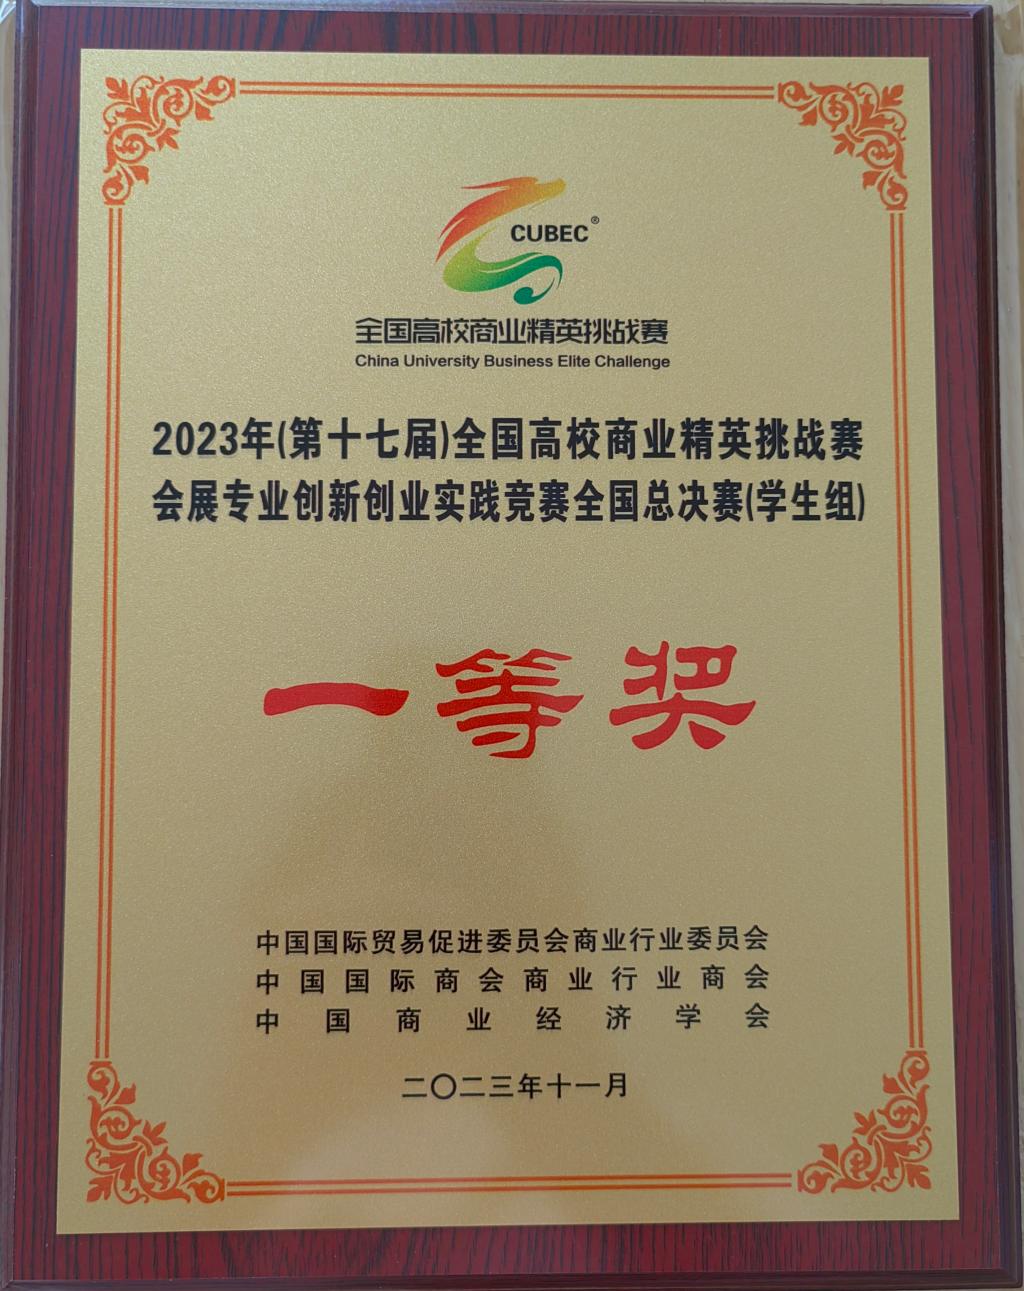 CUBEC®
全国高校商业精英挑战赛
China University Business Elite Challenge
2023年(第十七届)全国高校商业精英挑战赛
会展专业创新创业实践竞赛全国总决赛(学生组)
一等奖
中国国际贸易促进委员会商业行业委员会
中国国际商会商业行业商会
中国商业经济学会
二〇二三年十一月